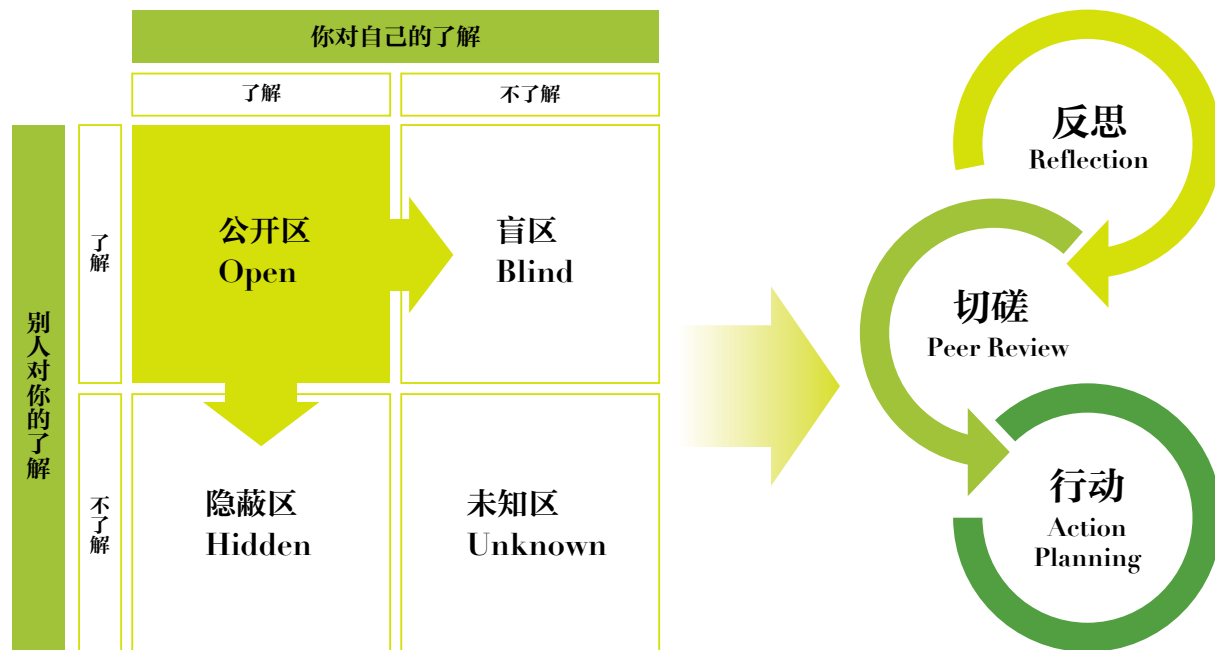 你对自己的了解
了解
不了解
别人对你的了解
了解
公开区
Open
盲区
Blind
不了解
隐蔽区
Hidden
未知区
Unknown
反思
Reflection
切磋
Peer Review
行动
Action
Planning